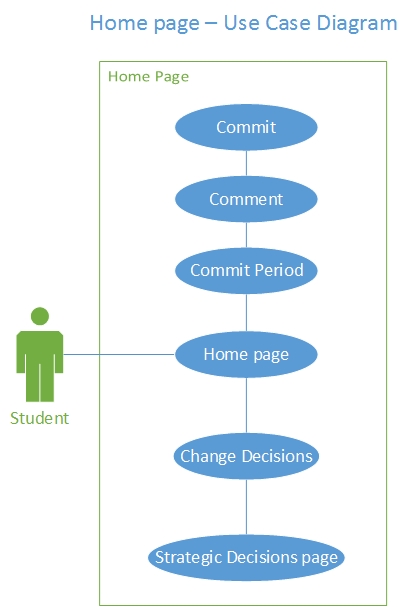 Home page – Use Case Diagram
Home Page
Commit
Comment
Commit Period
Home page
Student
Change Decisions
Strategic Decisions page